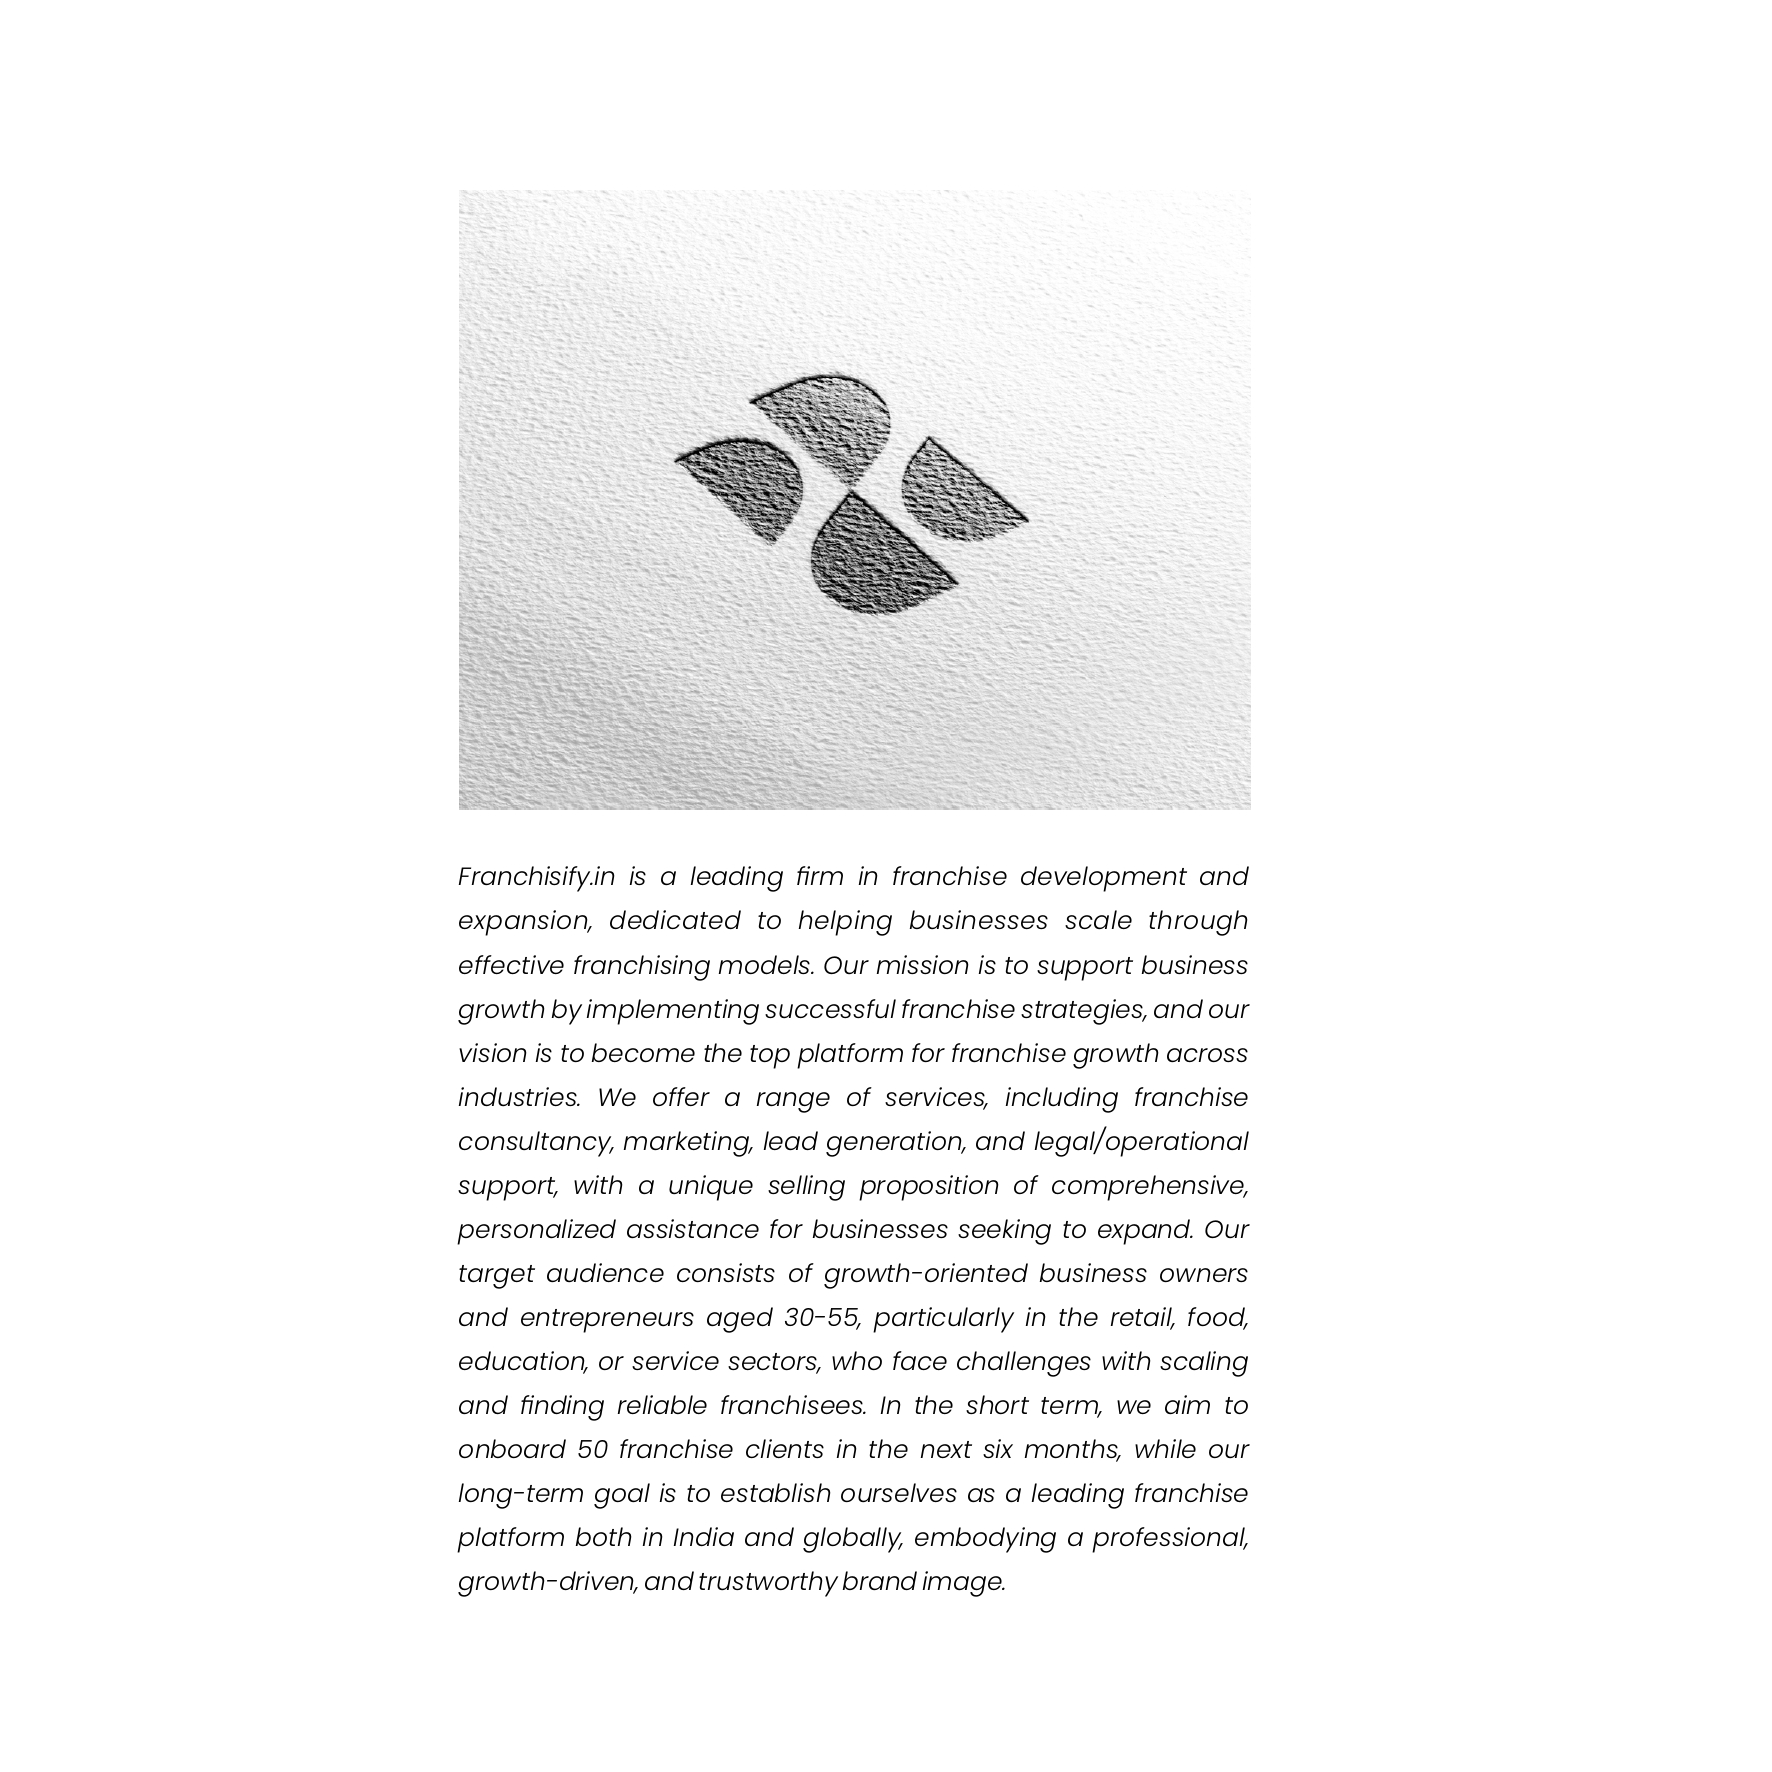 Franchisify.in is a leading firm in franchise development and
expansion, dedicated to helping businesses scale through
effective franchising models. Our mission is to support business
growth by implementing successful franchise strategies, and our
vision is to become the top platform for franchise growth across
industries. We offer a range of services, including franchise
consultancy, marketing, lead generation, and legal/operational
support, with a unique selling proposition of comprehensive,
personalized assistance for businesses seeking to expand. Our
target audience consists of growth-oriented business owners
and entrepreneurs aged 30-55, particularly in the retail, food,
education, or service sectors, who face challenges with scaling
and finding reliable franchisees. In the short term, we aim to
onboard 50 franchise clients in the next six months, while our
long-term goal is to establish ourselves as a leading franchise
platform both in India and globally, embodying a professional,
growth-driven, and trustworthy brand image.